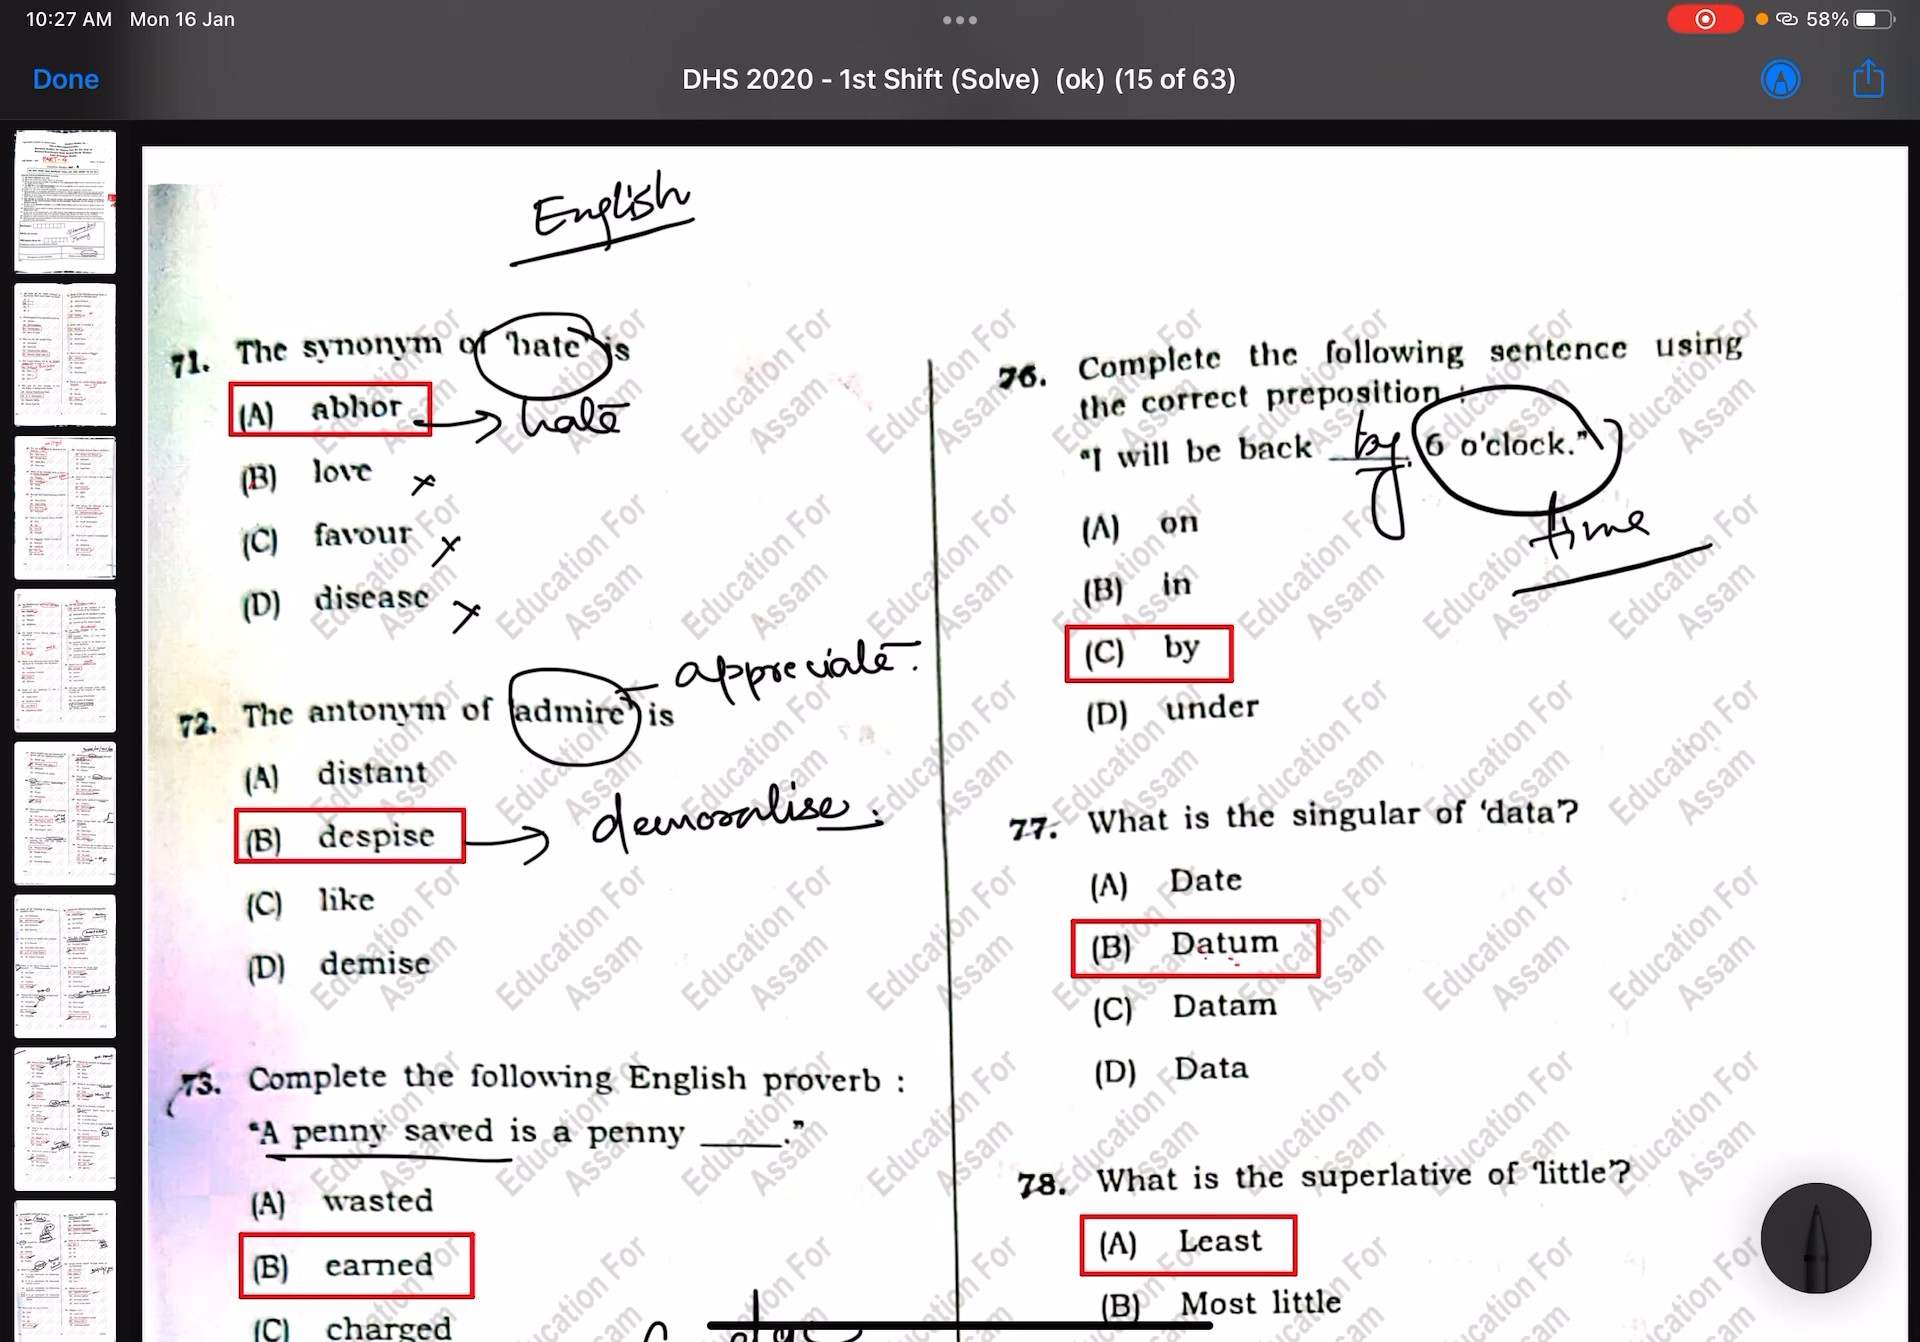 10:27 AM Mon 16 Jan
58%
Done
DHS 2020 - 1st Shift (Solve) (ok) (15 of 63)
English
71. The synonym of 'hate' is
(A) abhor → hate
(B) love ×
(C) favour ×
(D) disease ×
72. The antonym of 'admire' is – appreciate.
(A) distant
(B) despise → demoralise.
(C) like
(D) demise
73. Complete the following English proverb :
"A penny saved is a penny ____."
(A) wasted
(B) earned
(C) charged
76. Complete the following sentence using
the correct preposition :
"I will be back by 6 o'clock."
time
(A) on
(B) in
(C) by
(D) under
77. What is the singular of 'data'?
(A) Date
(B) Datum
(C) Datam
(D) Data
78. What is the superlative of 'little'?
(A) Least
(B) Most little
Education For Assam